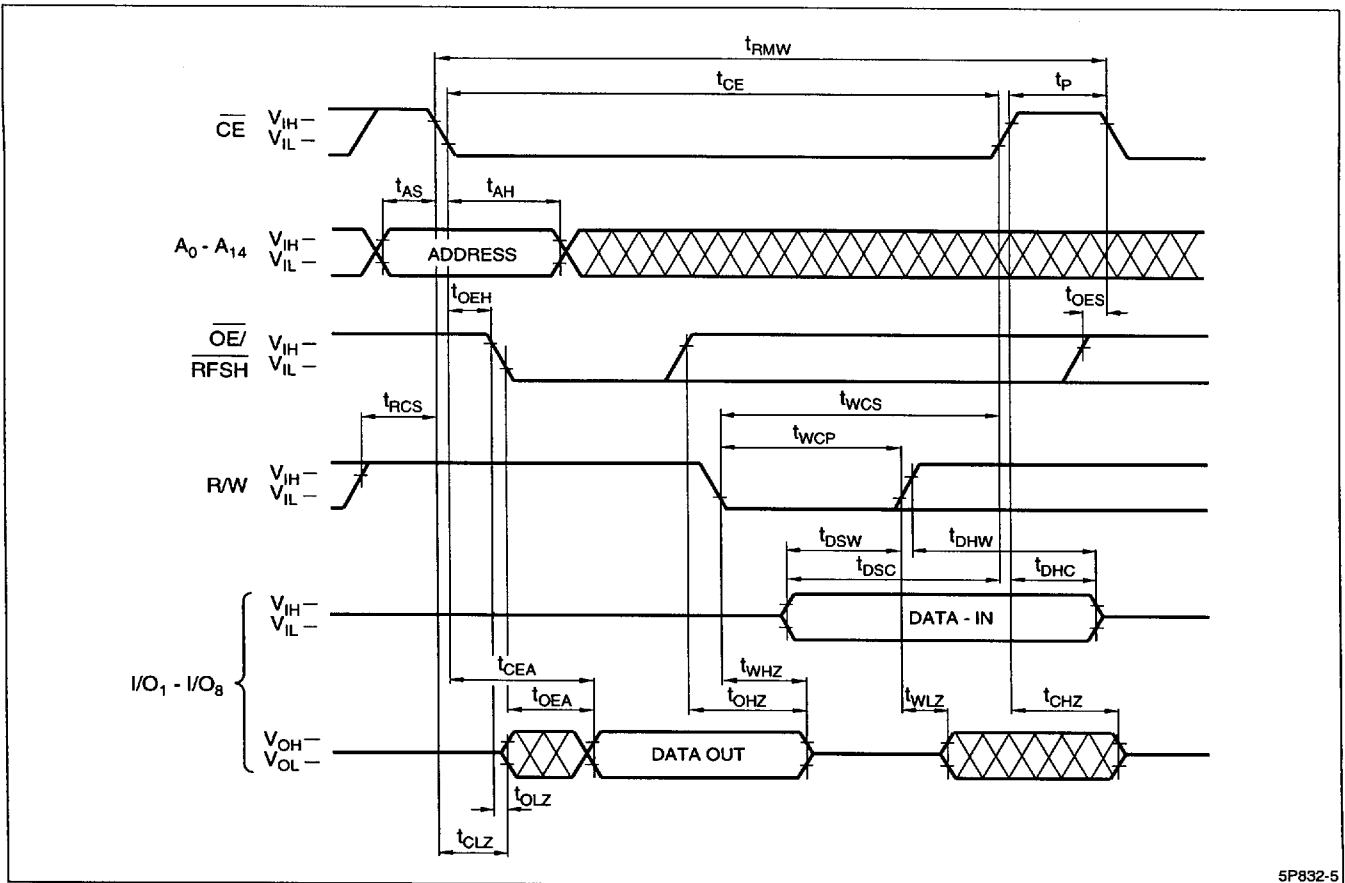 tRMW
tCE tP
CE VIH
VIL
tAS tAH
A0 - A14 VIH
VIL
ADDRESS
tOEH tOES
OE/ VIH
RFSH VIL
tRCS tWCS
tWCP
R/W VIH
VIL
tDSW tDHW
tDSC tDHC
VIH
VIL
DATA - IN
I/O1 - I/O8
tCEA tWHZ
tOEA tOHZ tWLZ tCHZ
VOH
VOL
DATA OUT
tOLZ
tCLZ
5P832-5